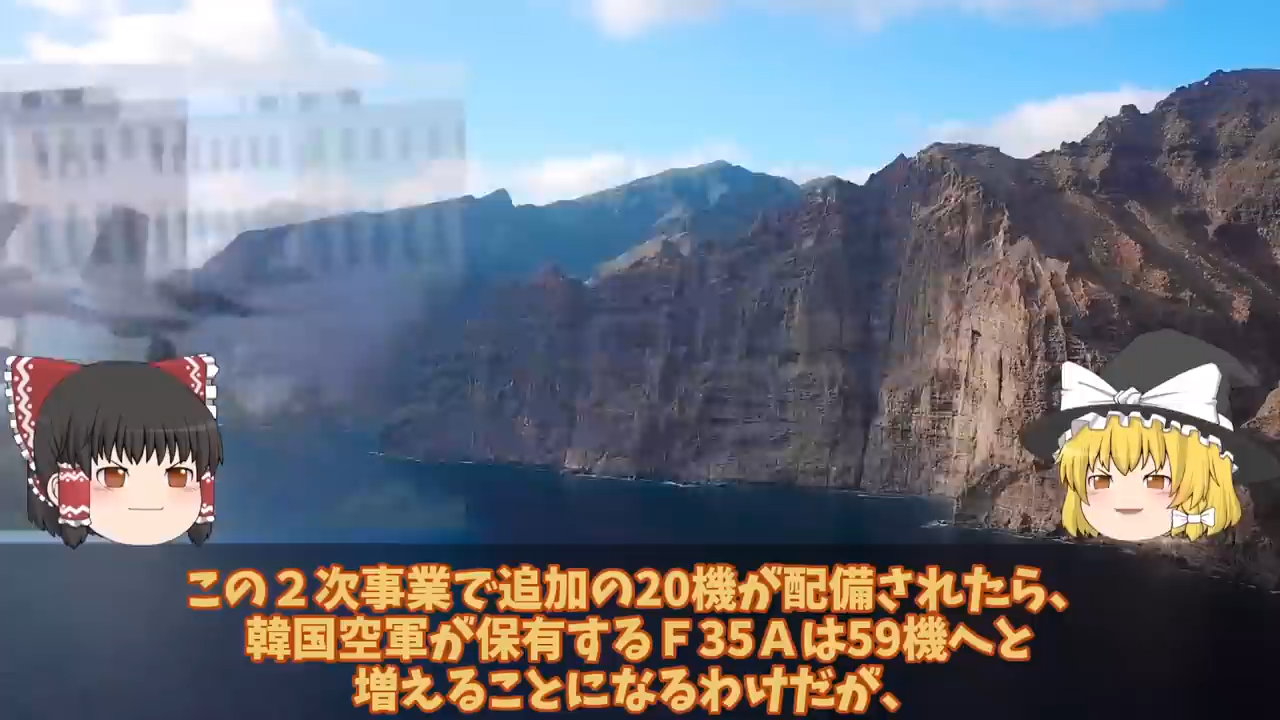 この２次事業で追加の20機が配備されたら、
韓国空軍が保有するＦ35Ａは59機へと
増えることになるわけだが、